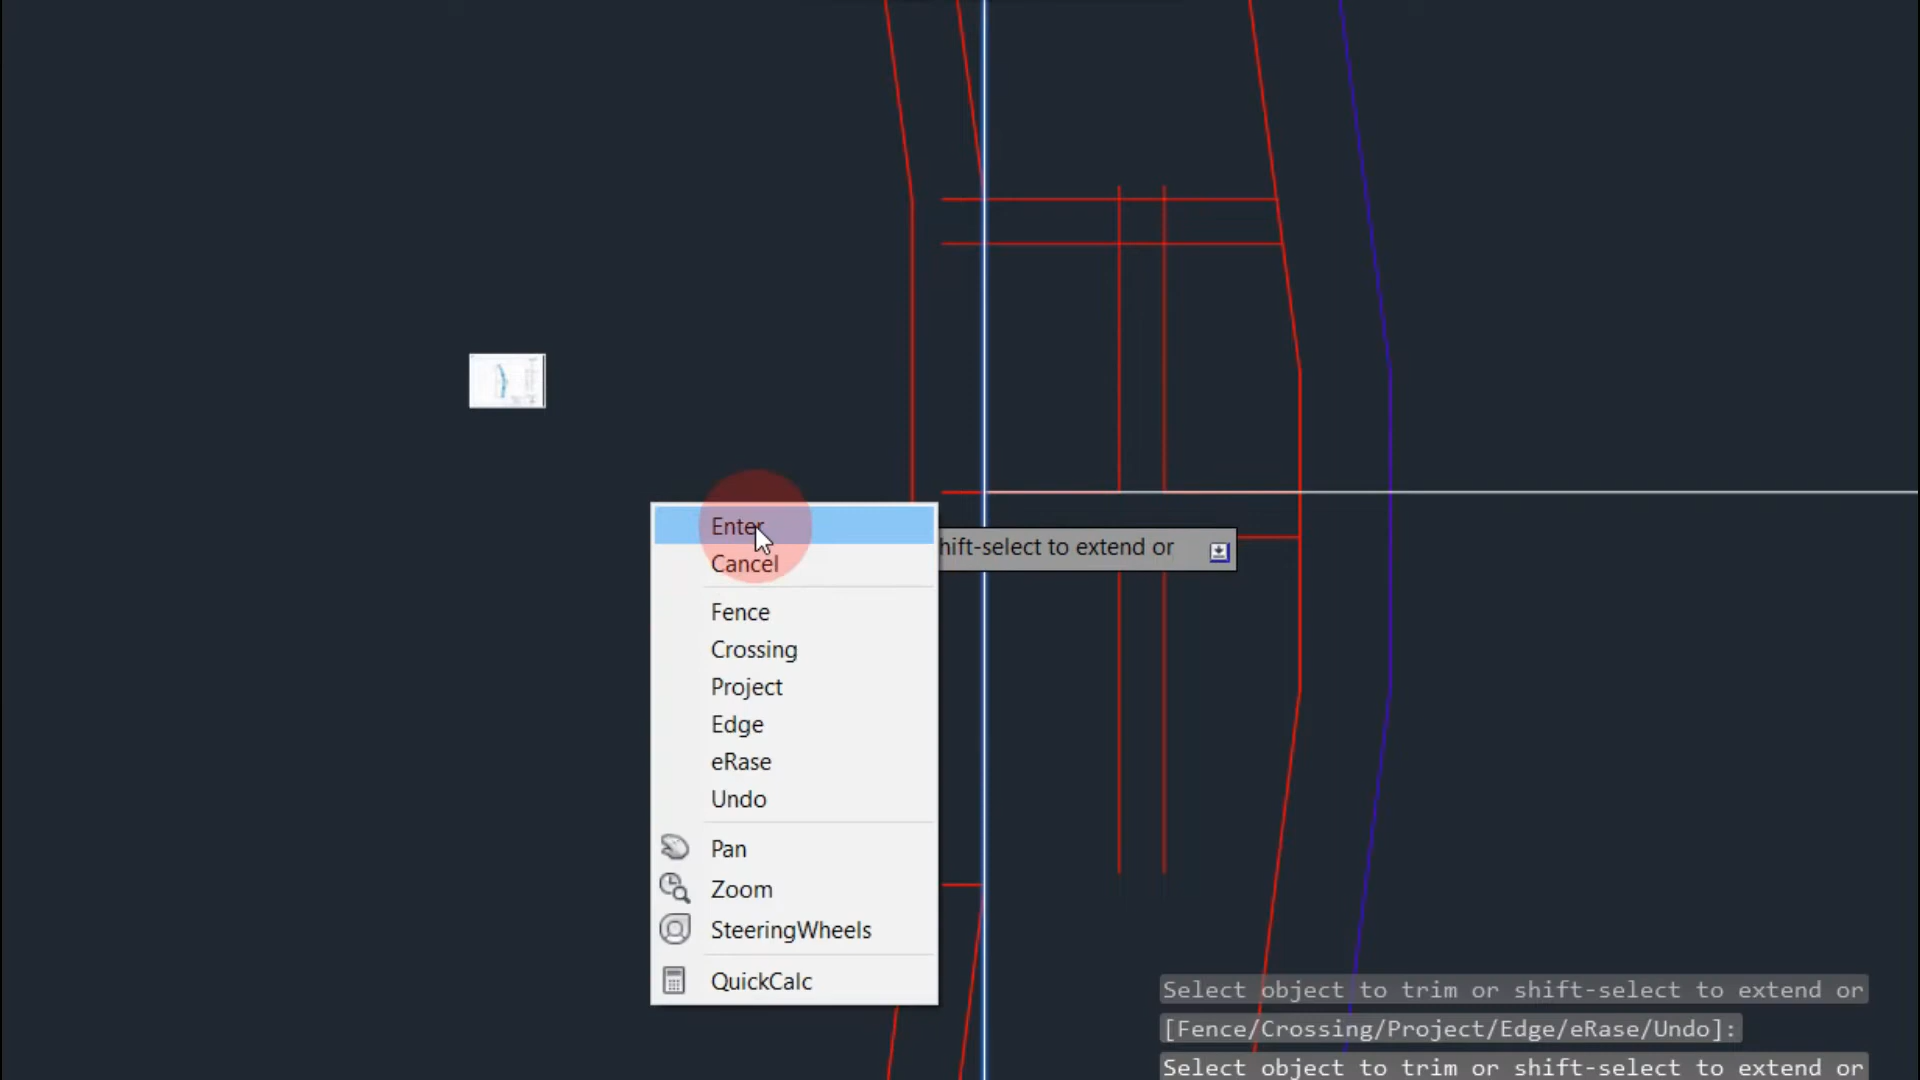 Enter
hift-select to extend or
Cancel
Fence
Crossing
Project
Edge
eRase
Undo
Pan
Zoom
SteeringWheels
QuickCalc
Select object to trim or shift-select to extend or
[Fence/Crossing/Project/Edge/eRase/Undo]:
Select object to trim or shift-select to extend or